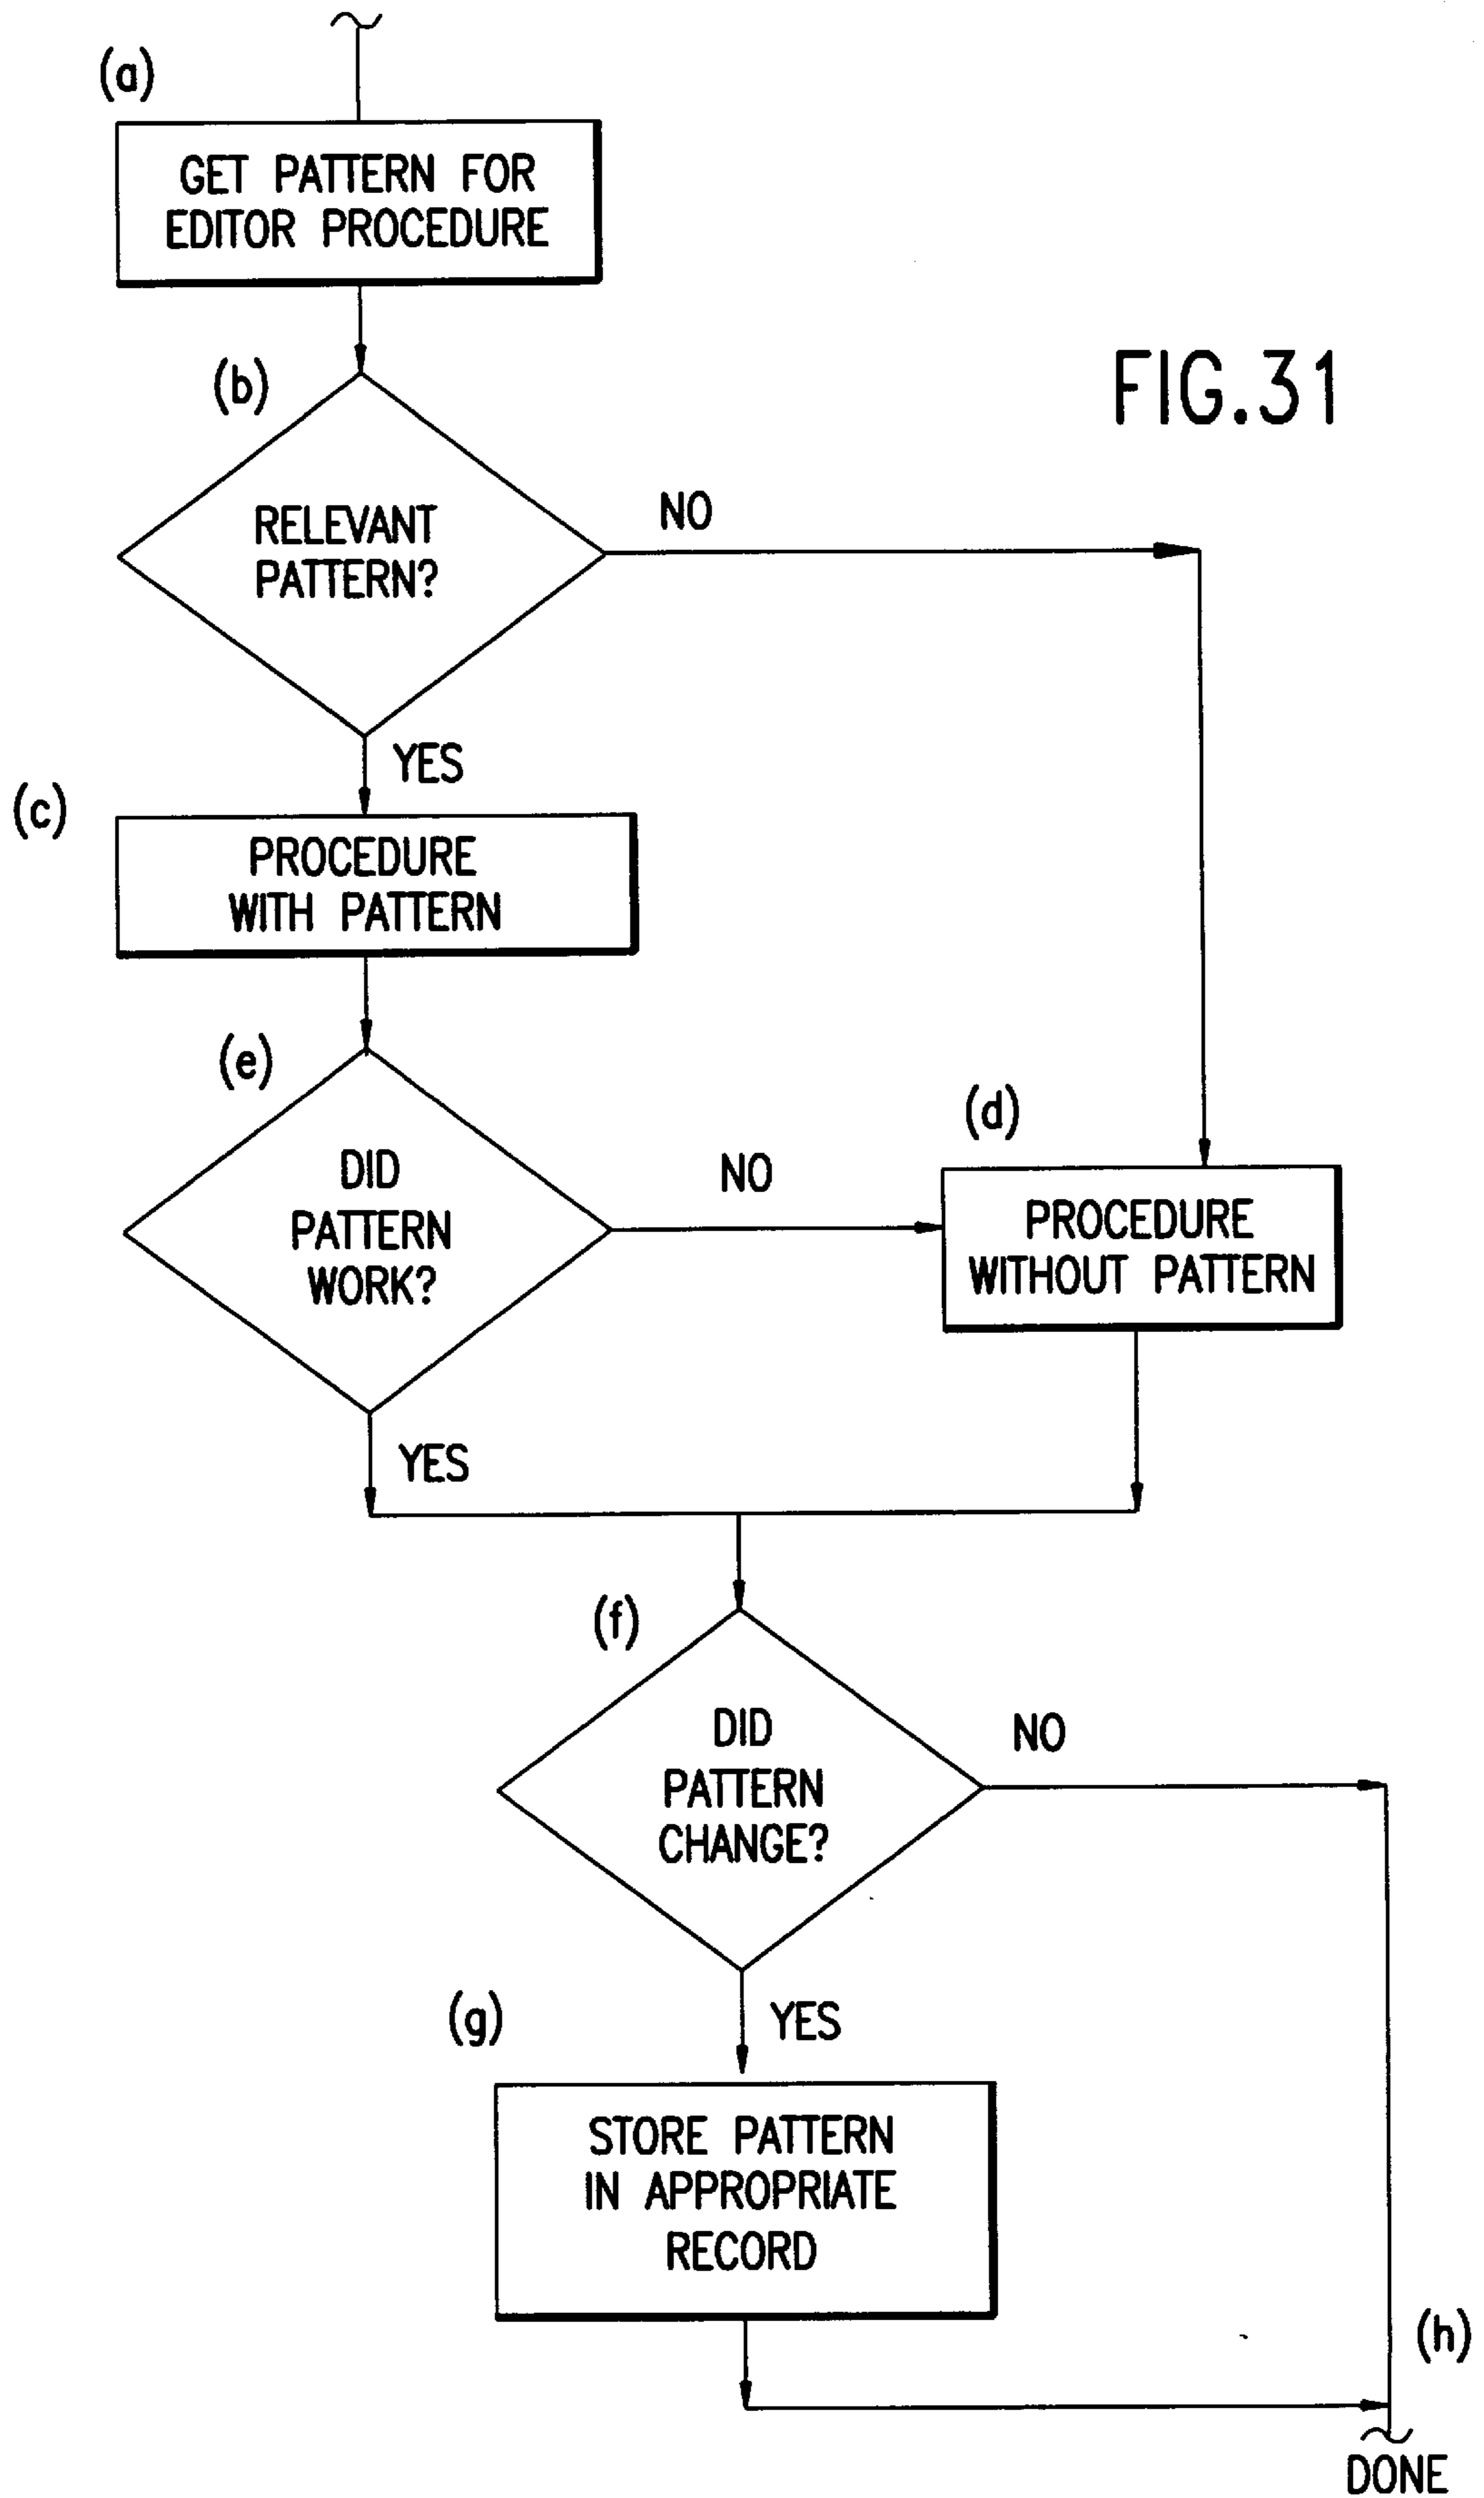 (a)
GET PATTERN FOR
EDITOR PROCEDURE
(b)
FIG.31
RELEVANT
PATTERN?
NO
YES
(c)
PROCEDURE
WITH PATTERN
(e)
DID
PATTERN
WORK?
NO
(d)
PROCEDURE
WITHOUT PATTERN
YES
(f)
DID
PATTERN
CHANGE?
NO
YES
(g)
STORE PATTERN
IN APPROPRIATE
RECORD
(h)
DONE